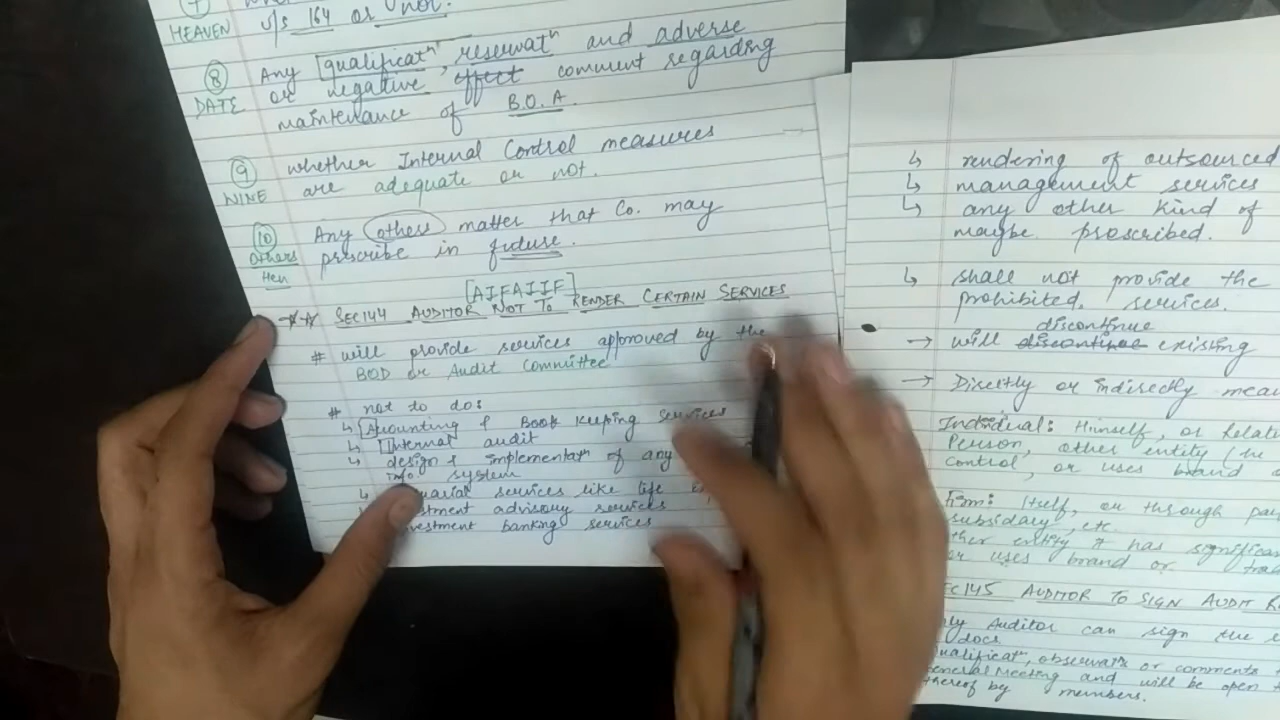 7
HEAVEN u/s 164 or not.
8 Any [qualificatn, reservatn and adverse
DATE or negative effect comment regarding
maintenance of B.O.A.
9 whether Internal Control measures
NINE are adequate or not.
10 Any others matter that Co. may
others prescribe in future.
Hen
[AIFAIIF]
SEC144 AUDITOR NOT TO RENDER CERTAIN SERVICES
# will provide services approved by the
BOD or Audit Committee
# not to dos
↳ Accounting & Book keeping services
↳ Internal audit
↳ design & implementatn of any
info system
↳ services like life
advisory services
banking services
↳ rendering of outsourced
↳ management services
↳ any other kind of
maybe prescribed.
↳ shall not provide the
prohibited services.
discontinue
→ will discontinue existing
→ Directly or indirectly
Individual: Himself, or
Person, other entity
control, or uses brand
Firm: Itself, or through
subsidary, etc.
entity it has
or uses brand or
145 AUDITOR TO SIGN AUDIT
Auditor can sign the
docs
observatn or comments
General Meeting and will be open
thereof by members.